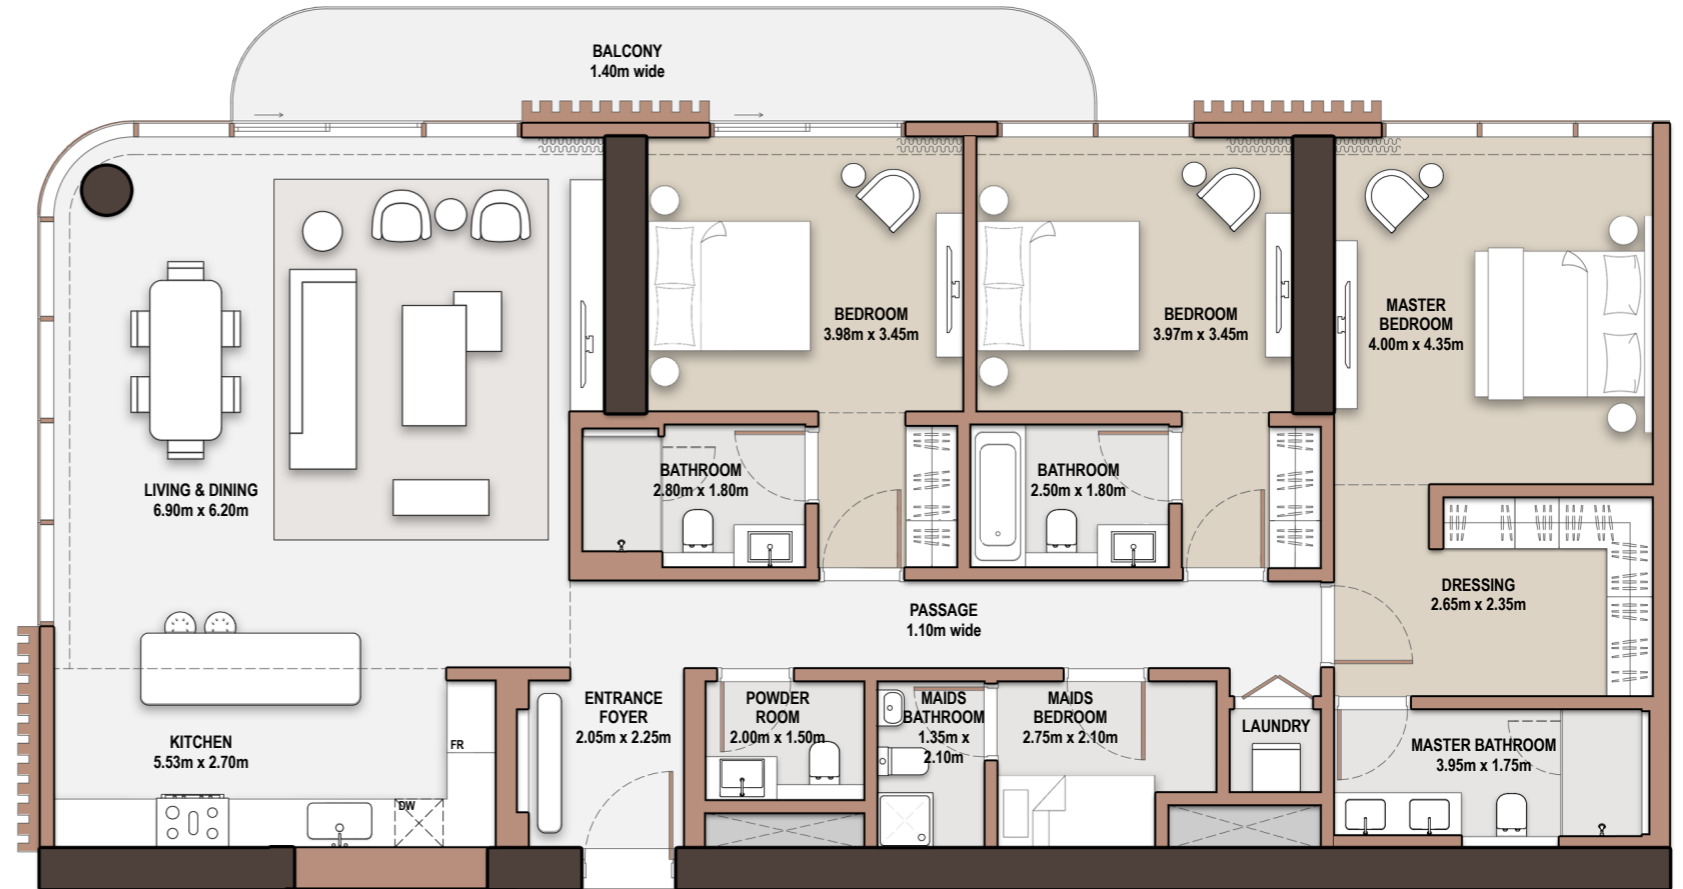 BALCONY
1.40m wide
BEDROOM
3.98m x 3.45m
BEDROOM
3.97m x 3.45m
MASTER
BEDROOM
4.00m x 4.35m
LIVING & DINING
6.90m x 6.20m
BATHROOM
2.80m x 1.80m
BATHROOM
2.50m x 1.80m
DRESSING
2.65m x 2.35m
PASSAGE
1.10m wide
KITCHEN
5.53m x 2.70m
FR
DW
ENTRANCE
FOYER
2.05m x 2.25m
POWDER
ROOM
2.00m x 1.50m
MAIDS
BATHROOM
1.35m x
2.10m
MAIDS
BEDROOM
2.75m x 2.10m
LAUNDRY
MASTER BATHROOM
3.95m x 1.75m